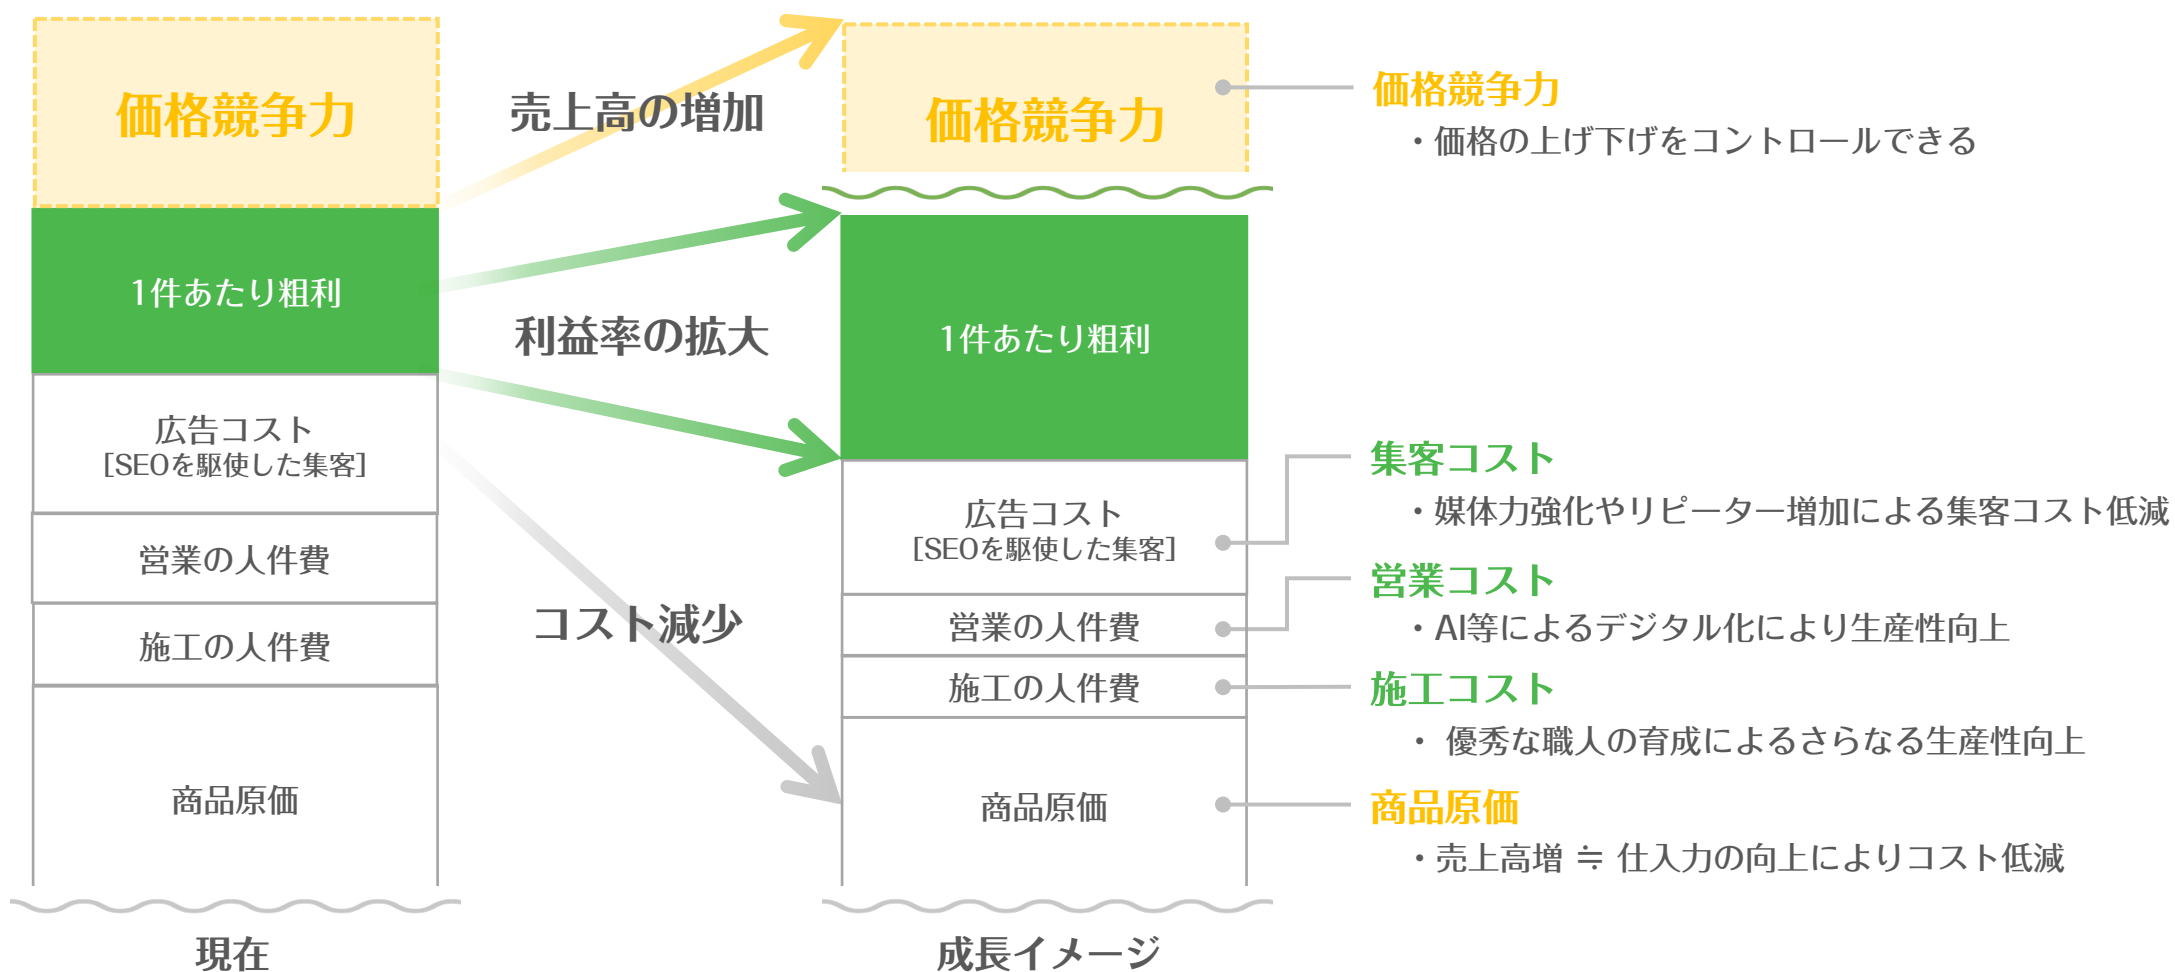 価格競争力
1件あたり粗利
広告コスト
[SEOを駆使した集客]
営業の人件費
施工の人件費
商品原価
現在
売上高の増加
利益率の拡大
コスト減少
価格競争力
1件あたり粗利
広告コスト
[SEOを駆使した集客]
営業の人件費
施工の人件費
商品原価
成長イメージ
価格競争力
・価格の上げ下げをコントロールできる
集客コスト
・媒体力強化やリピーター増加による集客コスト低減
営業コスト
・AI等によるデジタル化により生産性向上
施工コスト
・ 優秀な職人の育成によるさらなる生産性向上
商品原価
・売上高増 ≒ 仕入力の向上によりコスト低減